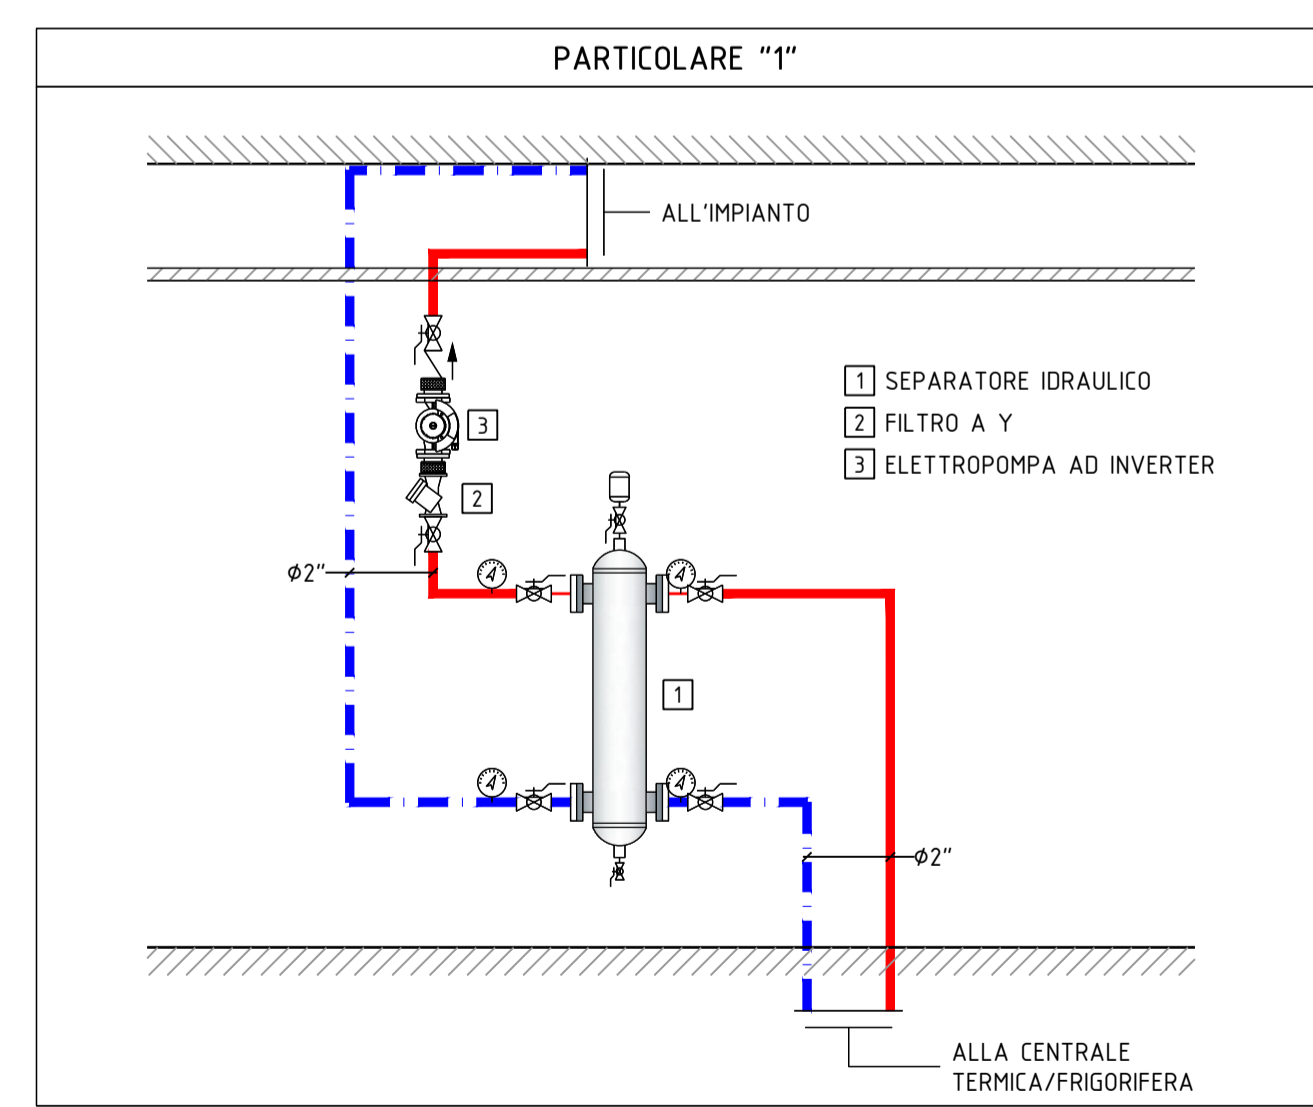 PARTICOLARE "1"
ALL'IMPIANTO
1 SEPARATORE IDRAULICO
2 FILTRO A Y
3 ELETTROPOMPA AD INVERTER
3
2
Φ2"
1
Φ2"
ALLA CENTRALE
TERMICA/FRIGORIFERA